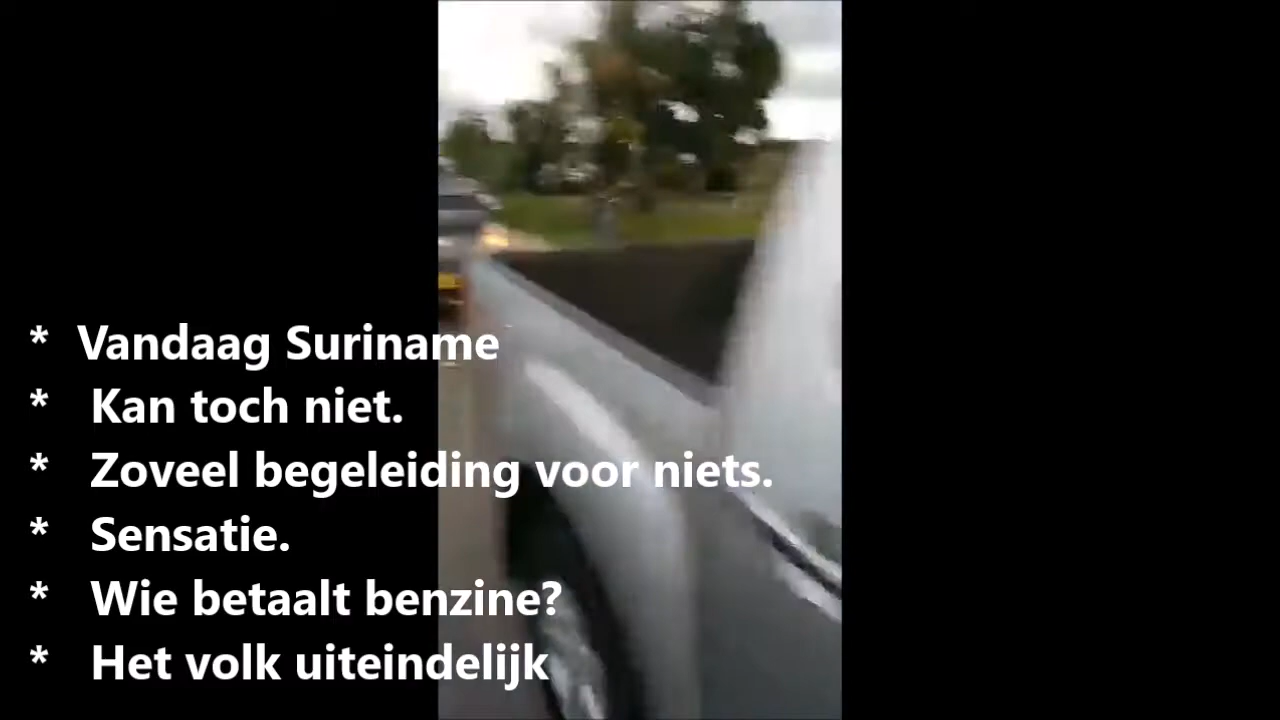 * Vandaag Suriname
* Kan toch niet.
* Zoveel begeleiding voor niets.
* Sensatie.
* Wie betaalt benzine?
* Het volk uiteindelijk